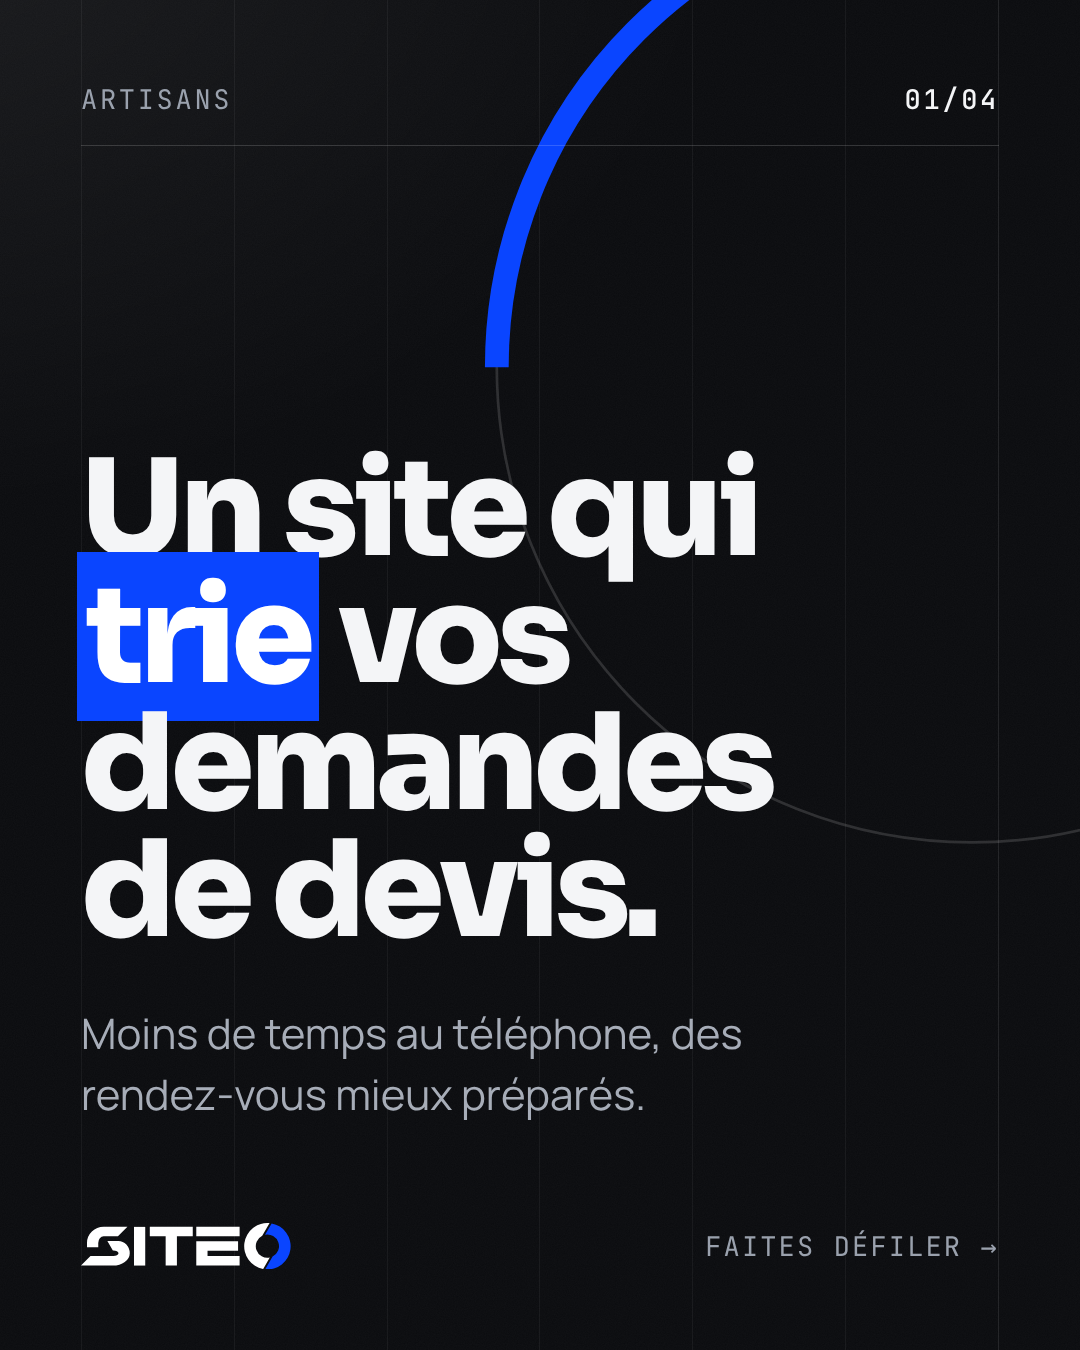 ARTISANS
01/04
Un site qui
trie vos
demandes
de devis.
Moins de temps au téléphone, des
rendez-vous mieux préparés.
SITEO
FAITES DÉFILER →